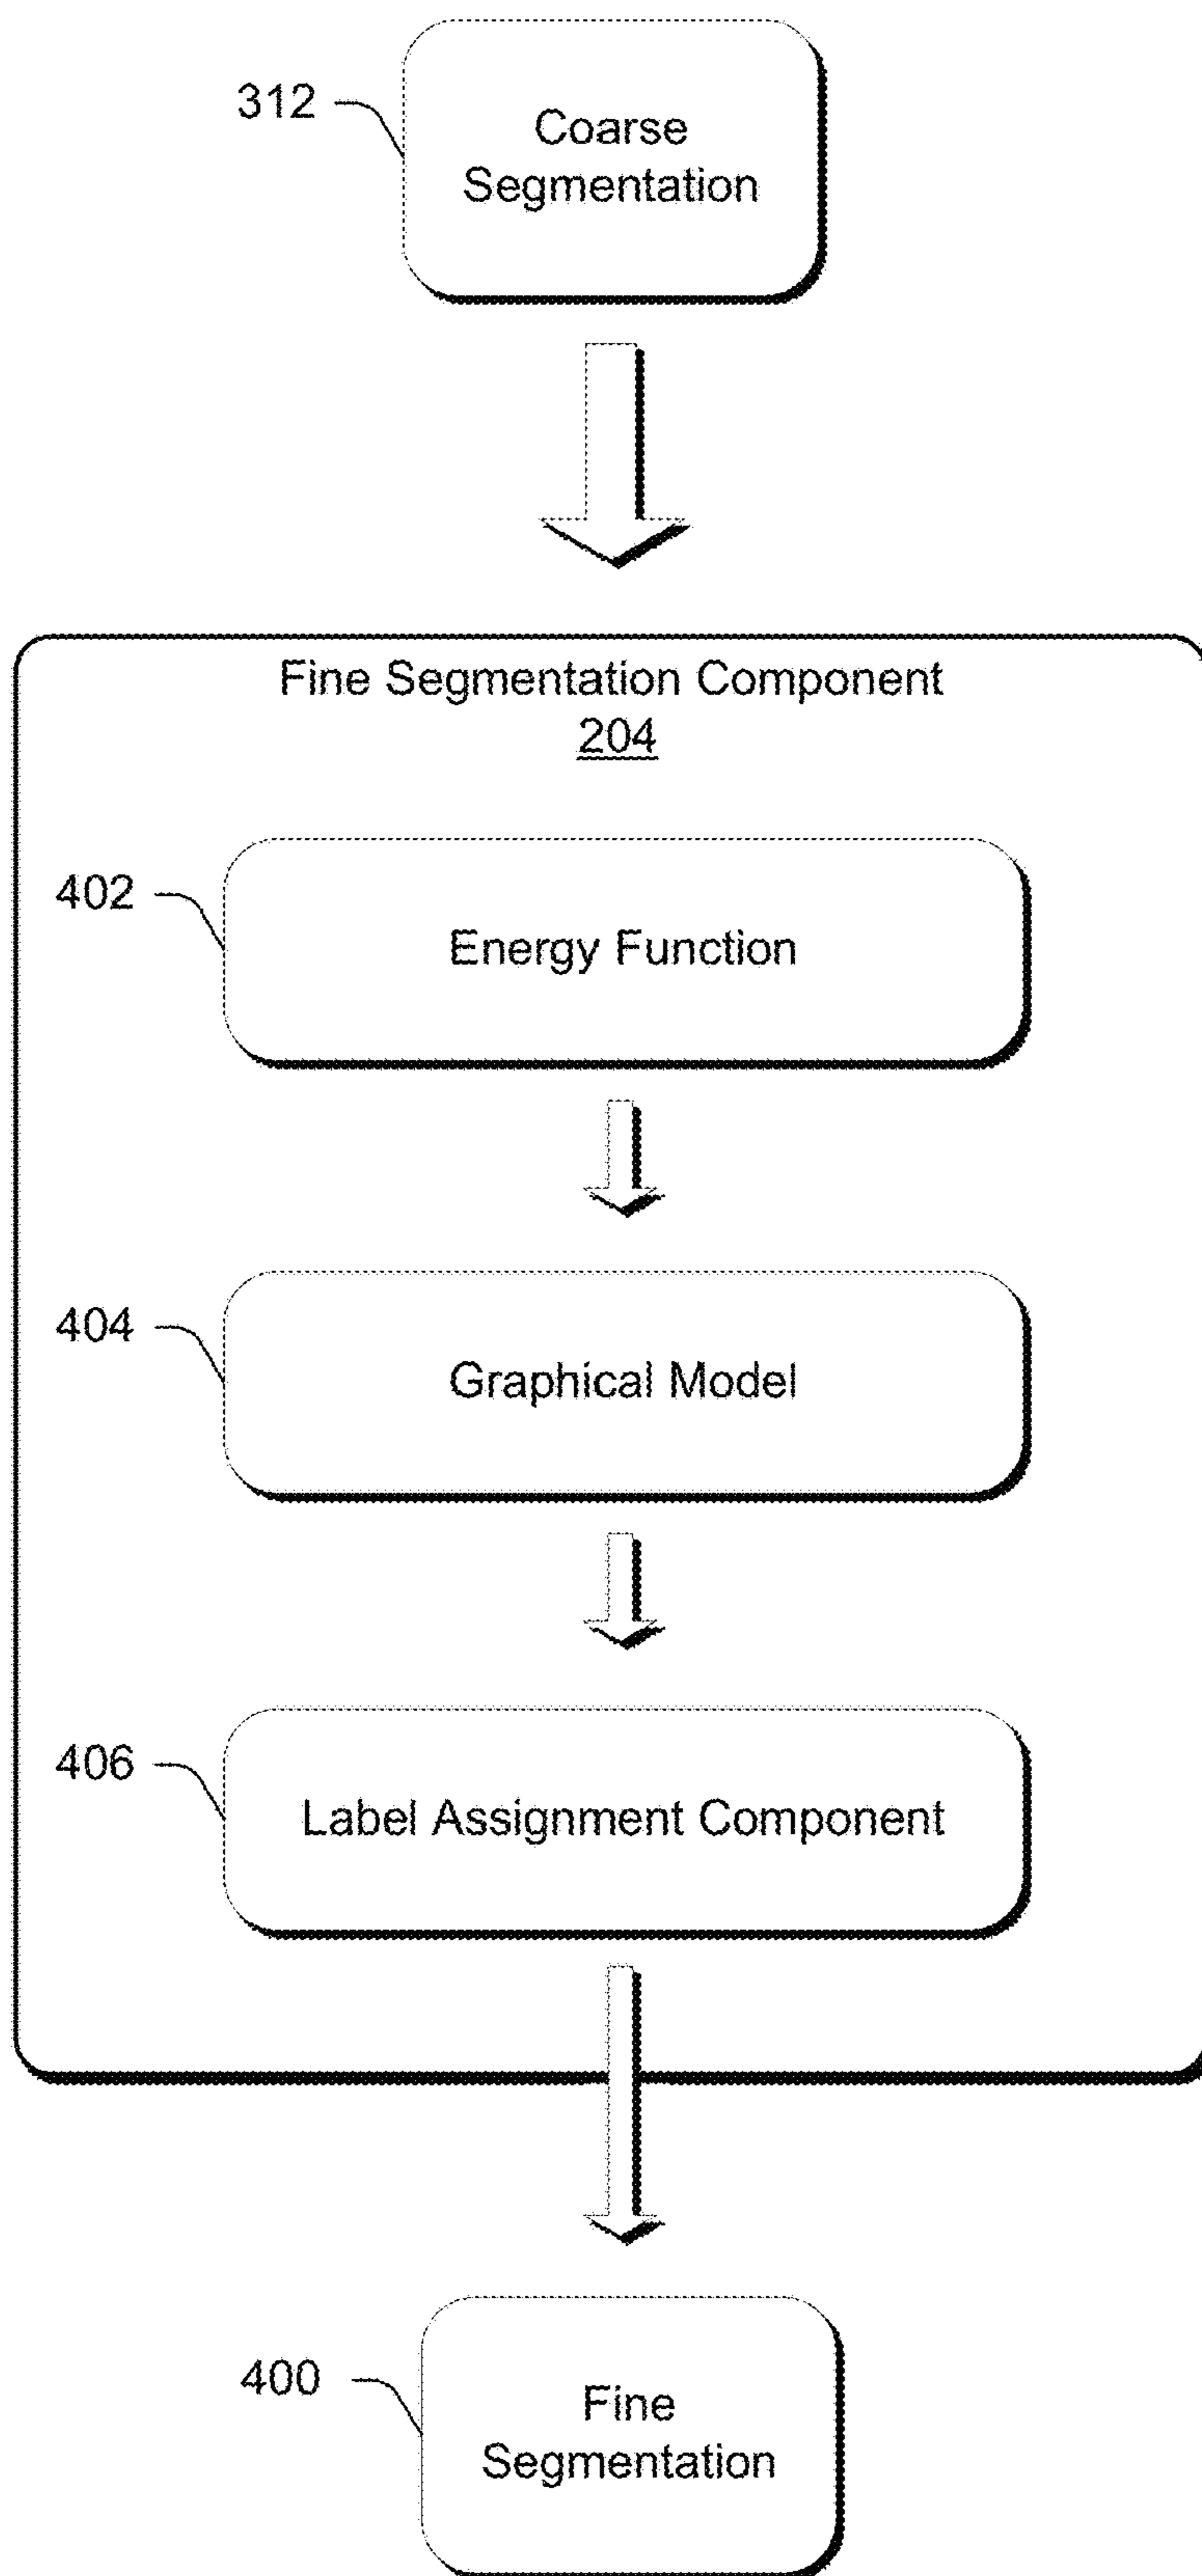 312
Coarse
Segmentation
Fine Segmentation Component
204
402
Energy Function
404
Graphical Model
406
Label Assignment Component
400
Fine
Segmentation